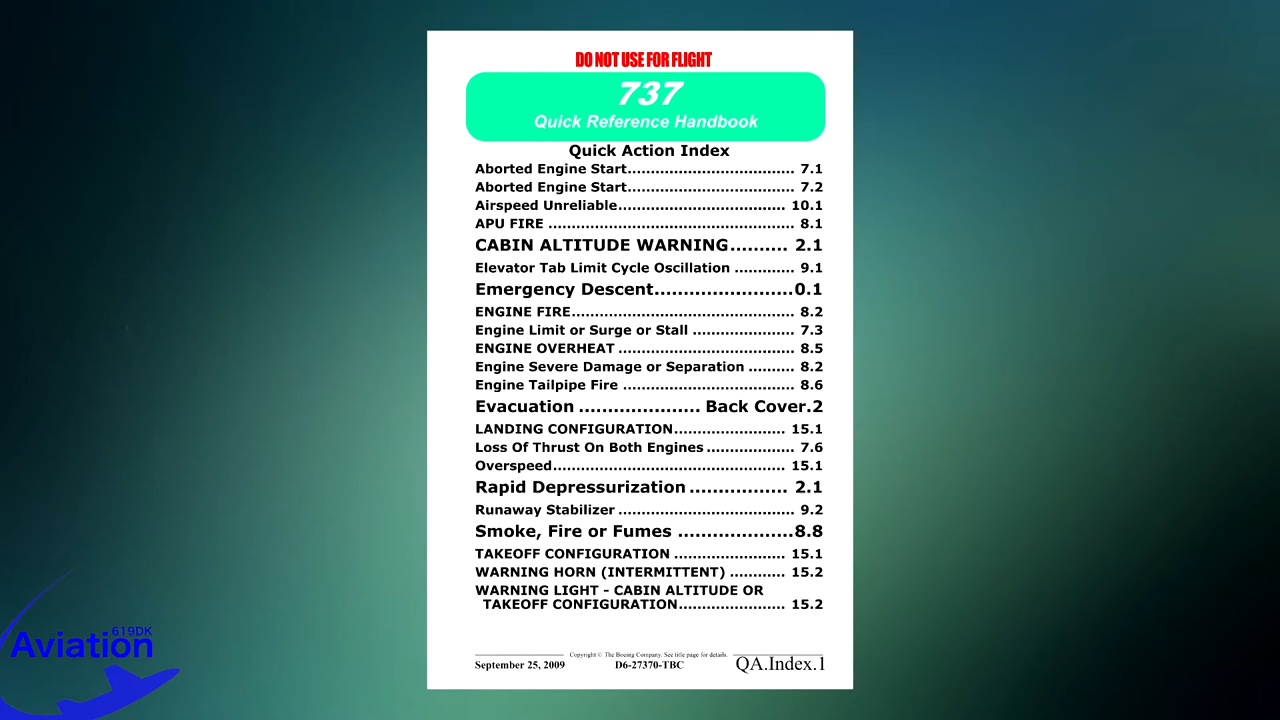 DO NOT USE FOR FLIGHT
737
Quick Reference Handbook
Quick Action Index
Aborted Engine Start.................................... 7.1
Aborted Engine Start.................................... 7.2
Airspeed Unreliable.................................... 10.1
APU FIRE ..................................................... 8.1
CABIN ALTITUDE WARNING.......... 2.1
Elevator Tab Limit Cycle Oscillation ............. 9.1
Emergency Descent.......................0.1
ENGINE FIRE................................................ 8.2
Engine Limit or Surge or Stall ...................... 7.3
ENGINE OVERHEAT ...................................... 8.5
Engine Severe Damage or Separation .......... 8.2
Engine Tailpipe Fire ..................................... 8.6
Evacuation .................... Back Cover.2
LANDING CONFIGURATION........................ 15.1
Loss Of Thrust On Both Engines ................... 7.6
Overspeed.................................................. 15.1
Rapid Depressurization ................ 2.1
Runaway Stabilizer ...................................... 9.2
Smoke, Fire or Fumes ...................8.8
TAKEOFF CONFIGURATION ........................ 15.1
WARNING HORN (INTERMITTENT) ............ 15.2
WARNING LIGHT - CABIN ALTITUDE OR
TAKEOFF CONFIGURATION....................... 15.2
Copyright © The Boeing Company. See title page for details.
September 25, 2009 D6-27370-TBC QA.Index.1
619DK
Aviation